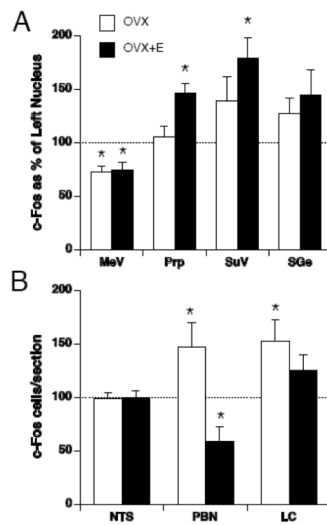 A
OVX
OVX+E
c-Fos as % of Left Nucleus
200
150
100
50
0
*
*
*
*
MeV
Prp
SuV
SGe
B
c-Fos cells/section
200
150
100
50
0
*
*
*
NTS
PBN
LC